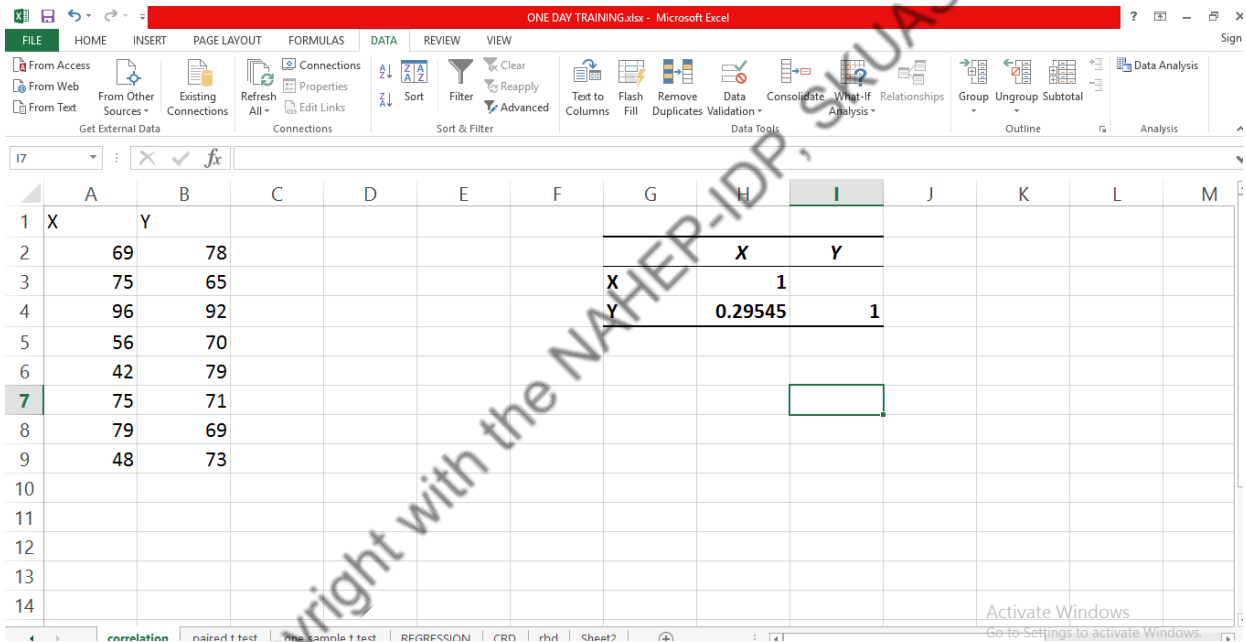 ONE DAY TRAINING.xlsx - Microsoft Excel
?
FILE HOME INSERT PAGE LAYOUT FORMULAS DATA REVIEW VIEW
Sign
From Access
From Web
From Text
From Other
Sources
Existing
Connections
Get External Data
Refresh
All
Connections
Properties
Edit Links
Connections
Sort
Filter
Clear
Reapply
Advanced
Sort & Filter
Text to
Columns
Flash
Fill
Remove
Duplicates
Data
Validation
Consolidate
What-If
Analysis
Relationships
Data Tools
Group
Ungroup
Subtotal
Outline
Data Analysis
Analysis
I7
fx
A B C D E F G H I J K L M
1 X Y
2 69 78 X Y
3 75 65 X 1
4 96 92 Y 0.29545 1
5 56 70
6 42 79
7 75 71
8 79 69
9 48 73
10
11
12
13
14
correlation paired t test one sample t test REGRESSION CRD rbd Sheet2
Activate Windows
Go to Settings to activate Windows.
with the NAHEP-IDP,